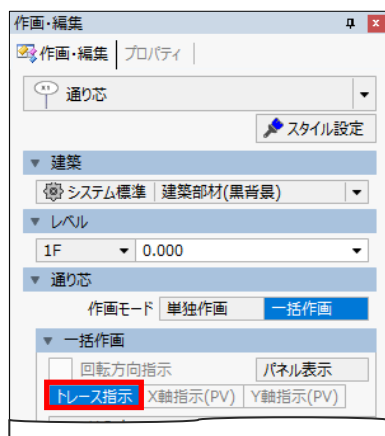 作画・編集
作画・編集 プロパティ
X1 通り芯
スタイル設定
建築
システム標準 建築部材(黒背景)
レベル
1F 0.000
通り芯
作画モード 単独作画 一括作画
一括作画
回転方向指示 パネル表示
トレース指示 X軸指示(PV) Y軸指示(PV)